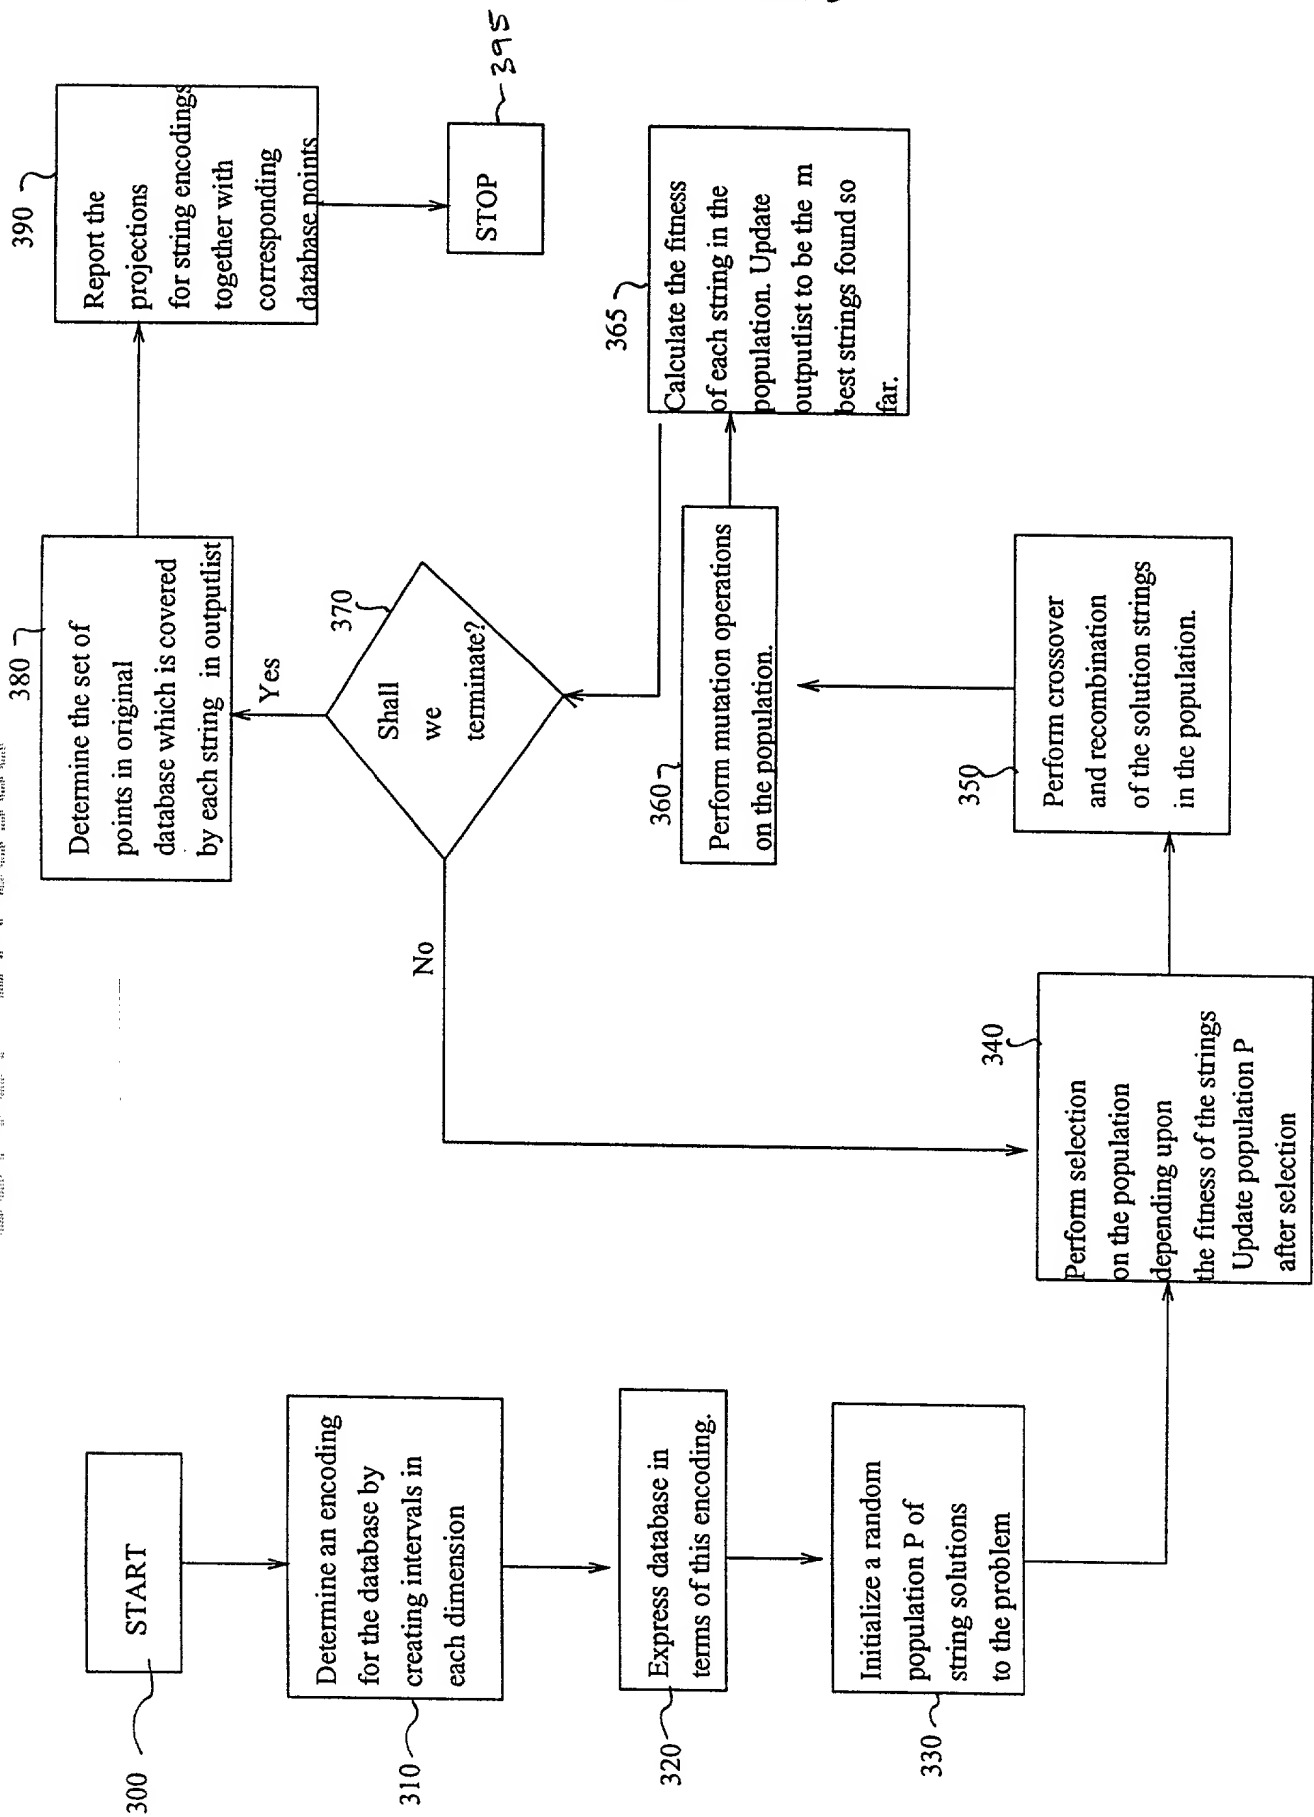 300
START
310
Determine an encoding
for the database by
creating intervals in
each dimension
320
Express database in
terms of this encoding.
330
Initialize a random
population P of
string solutions
to the problem
340
Perform selection
on the population
depending upon
the fitness of the strings
Update population P
after selection
350
Perform crossover
and recombination
of the solution strings
in the population.
360
Perform mutation operations
on the population.
365
Calculate the fitness
of each string in the
population. Update
outputlist to be the m
best strings found so
far.
370
Shall
we
terminate?
No
Yes
380
Determine the set of
points in original
database which is covered
by each string in outputlist
390
Report the
projections
for string encodings
together with
corresponding
database points
STOP
395